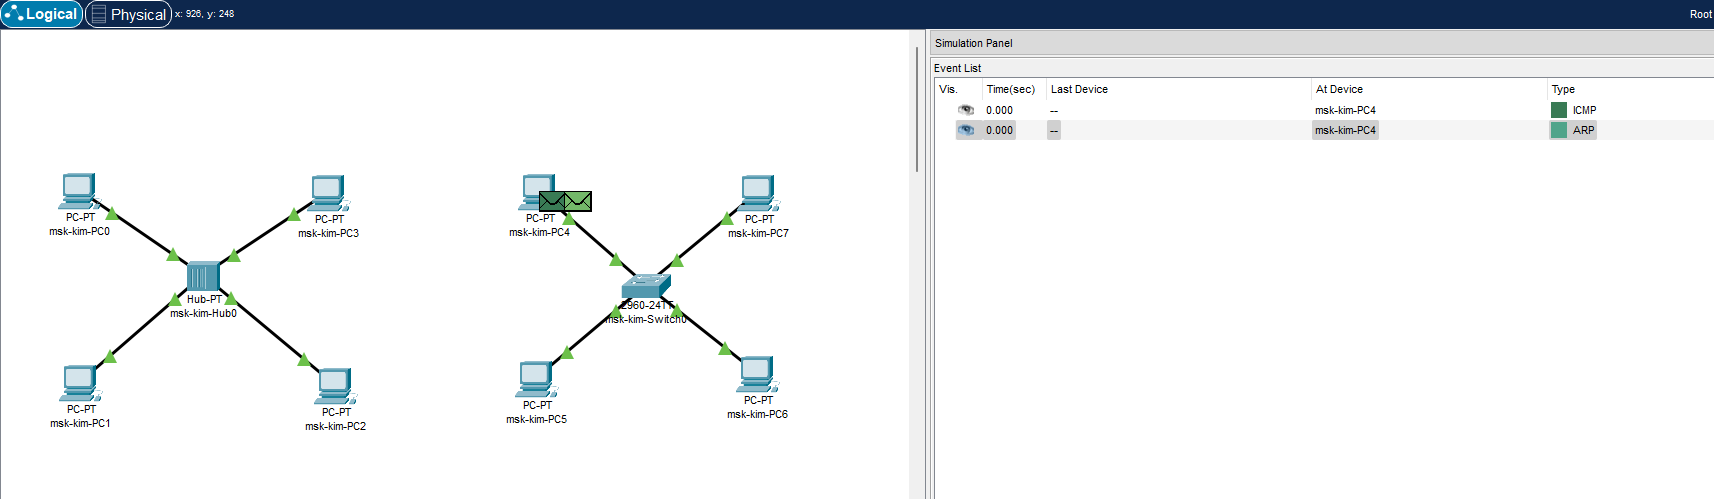 Logical Physical x: 926, y: 248 Root
Simulation Panel
Event List
Vis. Time(sec) Last Device At Device Type
0.000 -- msk-kim-PC4 ICMP
0.000 -- msk-kim-PC4 ARP
PC-PT
msk-kim-PC0
PC-PT
msk-kim-PC3
PC-PT
msk-kim-PC4
PC-PT
msk-kim-PC7
Hub-PT
msk-kim-Hub0
2960-24TT
msk-kim-Switch0
PC-PT
msk-kim-PC1
PC-PT
msk-kim-PC2
PC-PT
msk-kim-PC5
PC-PT
msk-kim-PC6